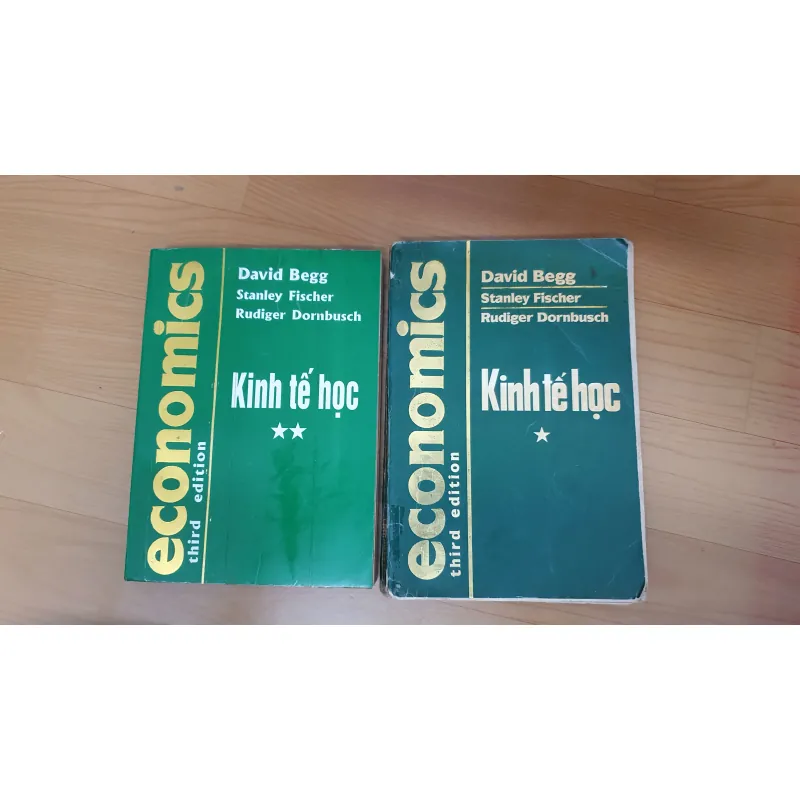 economics
third edition
David Begg
Stanley Fischer
Rudiger Dornbusch
Kinh tế học
★★
economics
third edition
David Begg
Stanley Fischer
Rudiger Dornbusch
Kinh tế học
★